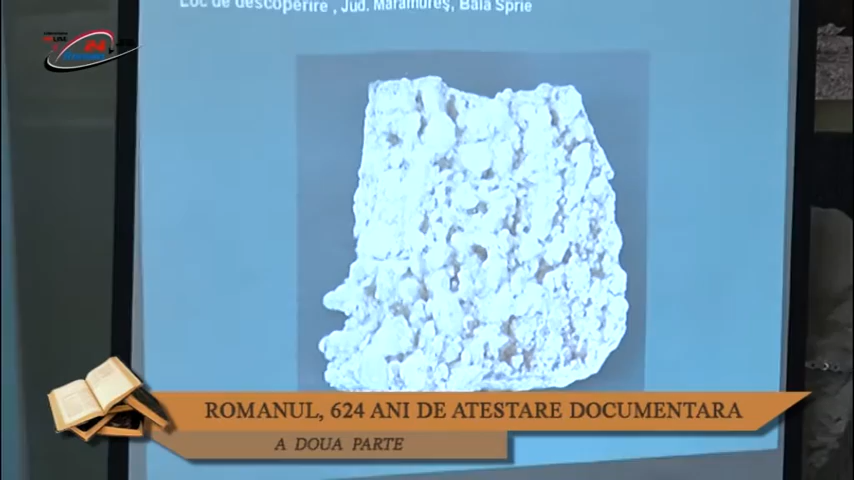 Loc de descoperire , Jud. Maramureș, Baia Sprie
ROMANUL, 624 ANI DE ATESTARE DOCUMENTARA
A DOUA PARTE